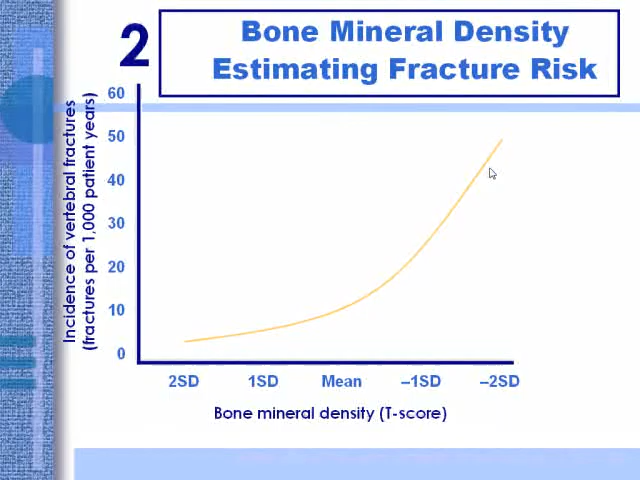 2
Bone Mineral Density
Estimating Fracture Risk
Incidence of vertebral fractures
(fractures per 1,000 patient years)
60
50
40
30
20
10
0
2SD 1SD Mean –1SD –2SD
Bone mineral density (T-score)